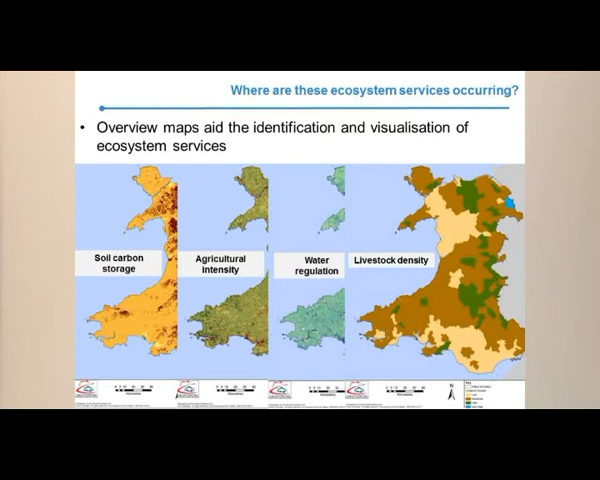 Where are these ecosystem services occurring?
• Overview maps aid the identification and visualisation of
ecosystem services
Soil carbon
storage
Agricultural
intensity
Water
regulation
Livestock density
N
Key